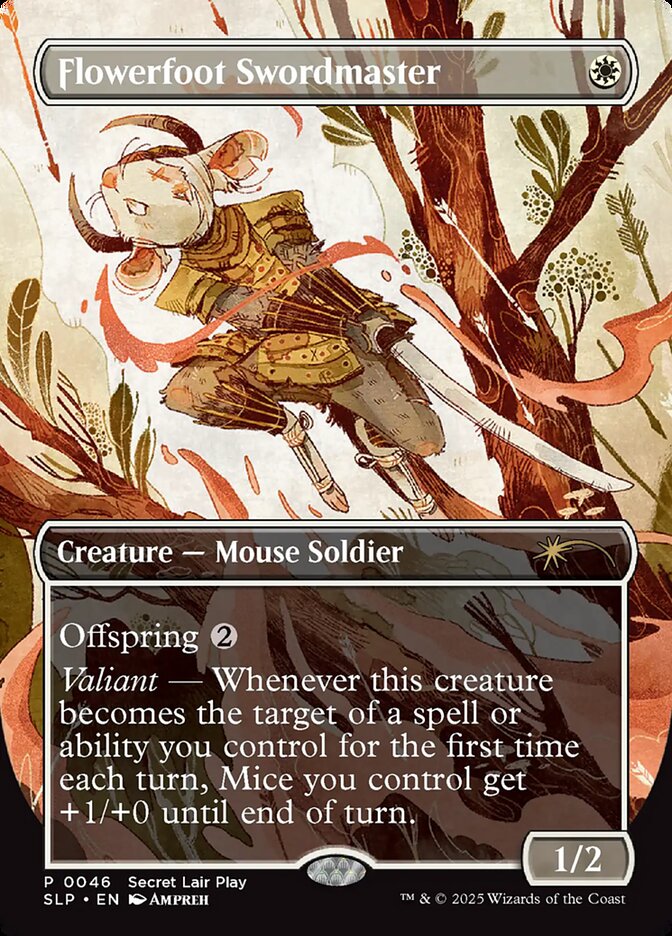 Flowerfoot Swordmaster
Creature — Mouse Soldier
Offspring 2
Valiant — Whenever this creature
becomes the target of a spell or
ability you control for the first time
each turn, Mice you control get
+1/+0 until end of turn.
1/2
P 0046 Secret Lair Play
SLP • EN AMPREH
™ & © 2025 Wizards of the Coast